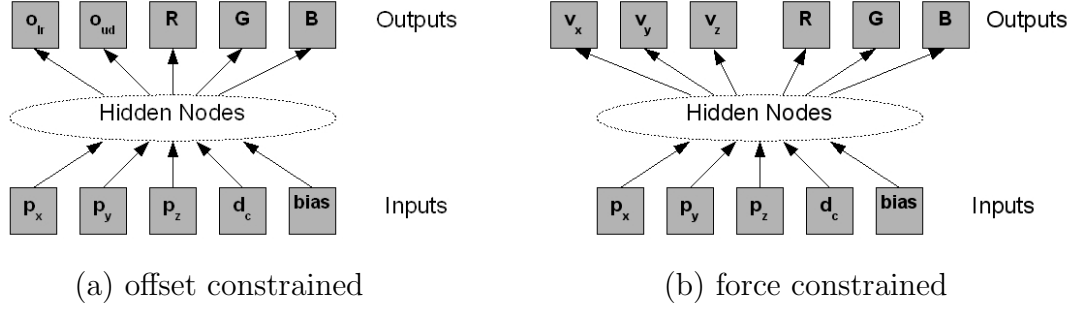 o_lr o_ud R G B Outputs
Hidden Nodes
p_x p_y p_z d_c bias Inputs
(a) offset constrained
v_x v_y v_z R G B Outputs
Hidden Nodes
p_x p_y p_z d_c bias Inputs
(b) force constrained